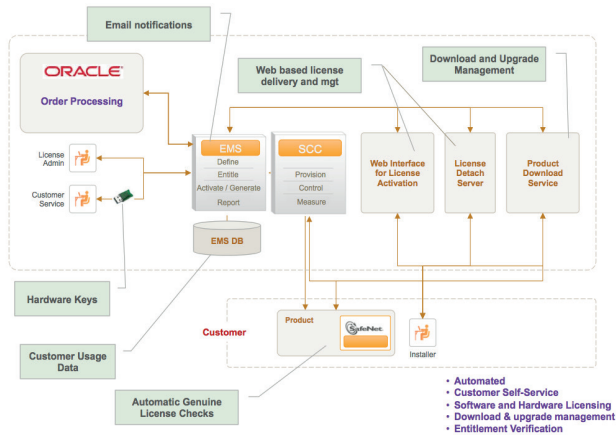 Email notifications
ORACLE
Order Processing
Web based license
delivery and mgt
Download and Upgrade
Management
License
Admin
Customer
Service
EMS
Define
Entitle
Activate / Generate
Report
EMS DB
SCC
Provision
Control
Measure
Web Interface
for License
Activation
License
Detach
Server
Product
Download
Service
Hardware Keys
Customer Usage
Data
Automatic Genuine
License Checks
Customer
Product
SafeNet
Installer
• Automated
• Customer Self-Service
• Software and Hardware Licensing
• Download & upgrade management
• Entitlement Verification